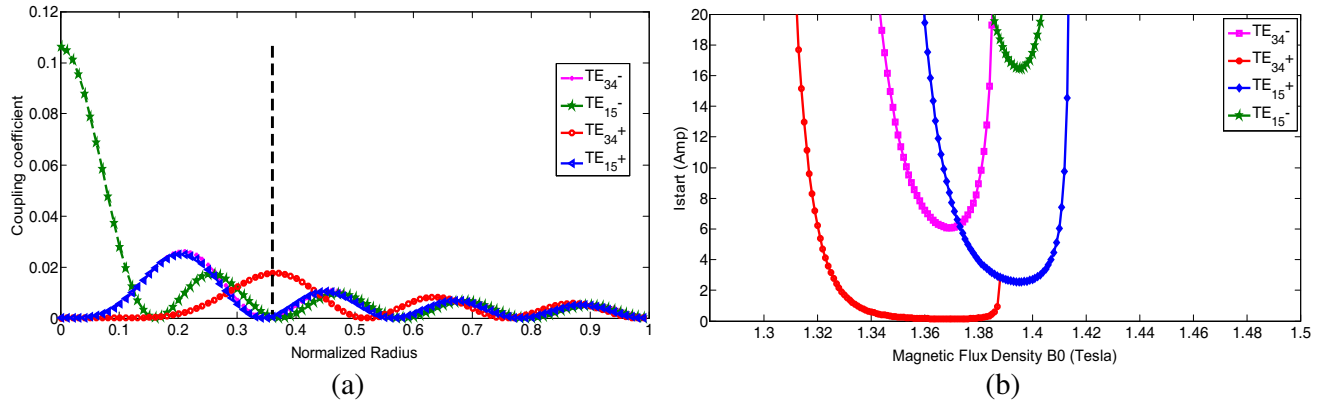 0.12
0.1
0.08
0.06
0.04
0.02
0
Coupling coefficient
0 0.1 0.2 0.3 0.4 0.5 0.6 0.7 0.8 0.9 1
Normalized Radius
TE34-
TE15-
TE34+
TE15+
(a)
20
18
16
14
12
10
8
6
4
2
0
Istart (Amp)
1.3 1.32 1.34 1.36 1.38 1.4 1.42 1.44 1.46 1.48 1.5
Magnetic Flux Density B0 (Tesla)
TE34-
TE34+
TE15+
TE15-
(b)